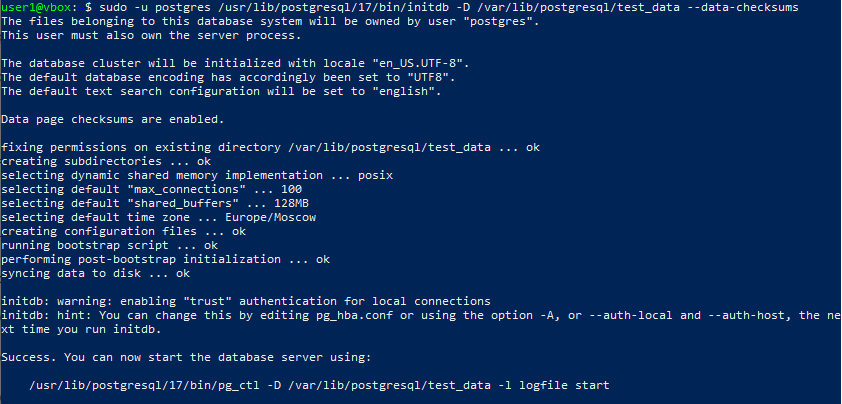 user1@vbox: $ sudo -u postgres /usr/lib/postgresql/17/bin/initdb -D /var/lib/postgresql/test_data --data-checksums
The files belonging to this database system will be owned by user "postgres".
This user must also own the server process.

The database cluster will be initialized with locale "en_US.UTF-8".
The default database encoding has accordingly been set to "UTF8".
The default text search configuration will be set to "english".

Data page checksums are enabled.

fixing permissions on existing directory /var/lib/postgresql/test_data ... ok
creating subdirectories ... ok
selecting dynamic shared memory implementation ... posix
selecting default "max_connections" ... 100
selecting default "shared_buffers" ... 128MB
selecting default time zone ... Europe/Moscow
creating configuration files ... ok
running bootstrap script ... ok
performing post-bootstrap initialization ... ok
syncing data to disk ... ok

initdb: warning: enabling "trust" authentication for local connections
initdb: hint: You can change this by editing pg_hba.conf or using the option -A, or --auth-local and --auth-host, the ne
xt time you run initdb.

Success. You can now start the database server using:

    /usr/lib/postgresql/17/bin/pg_ctl -D /var/lib/postgresql/test_data -l logfile start